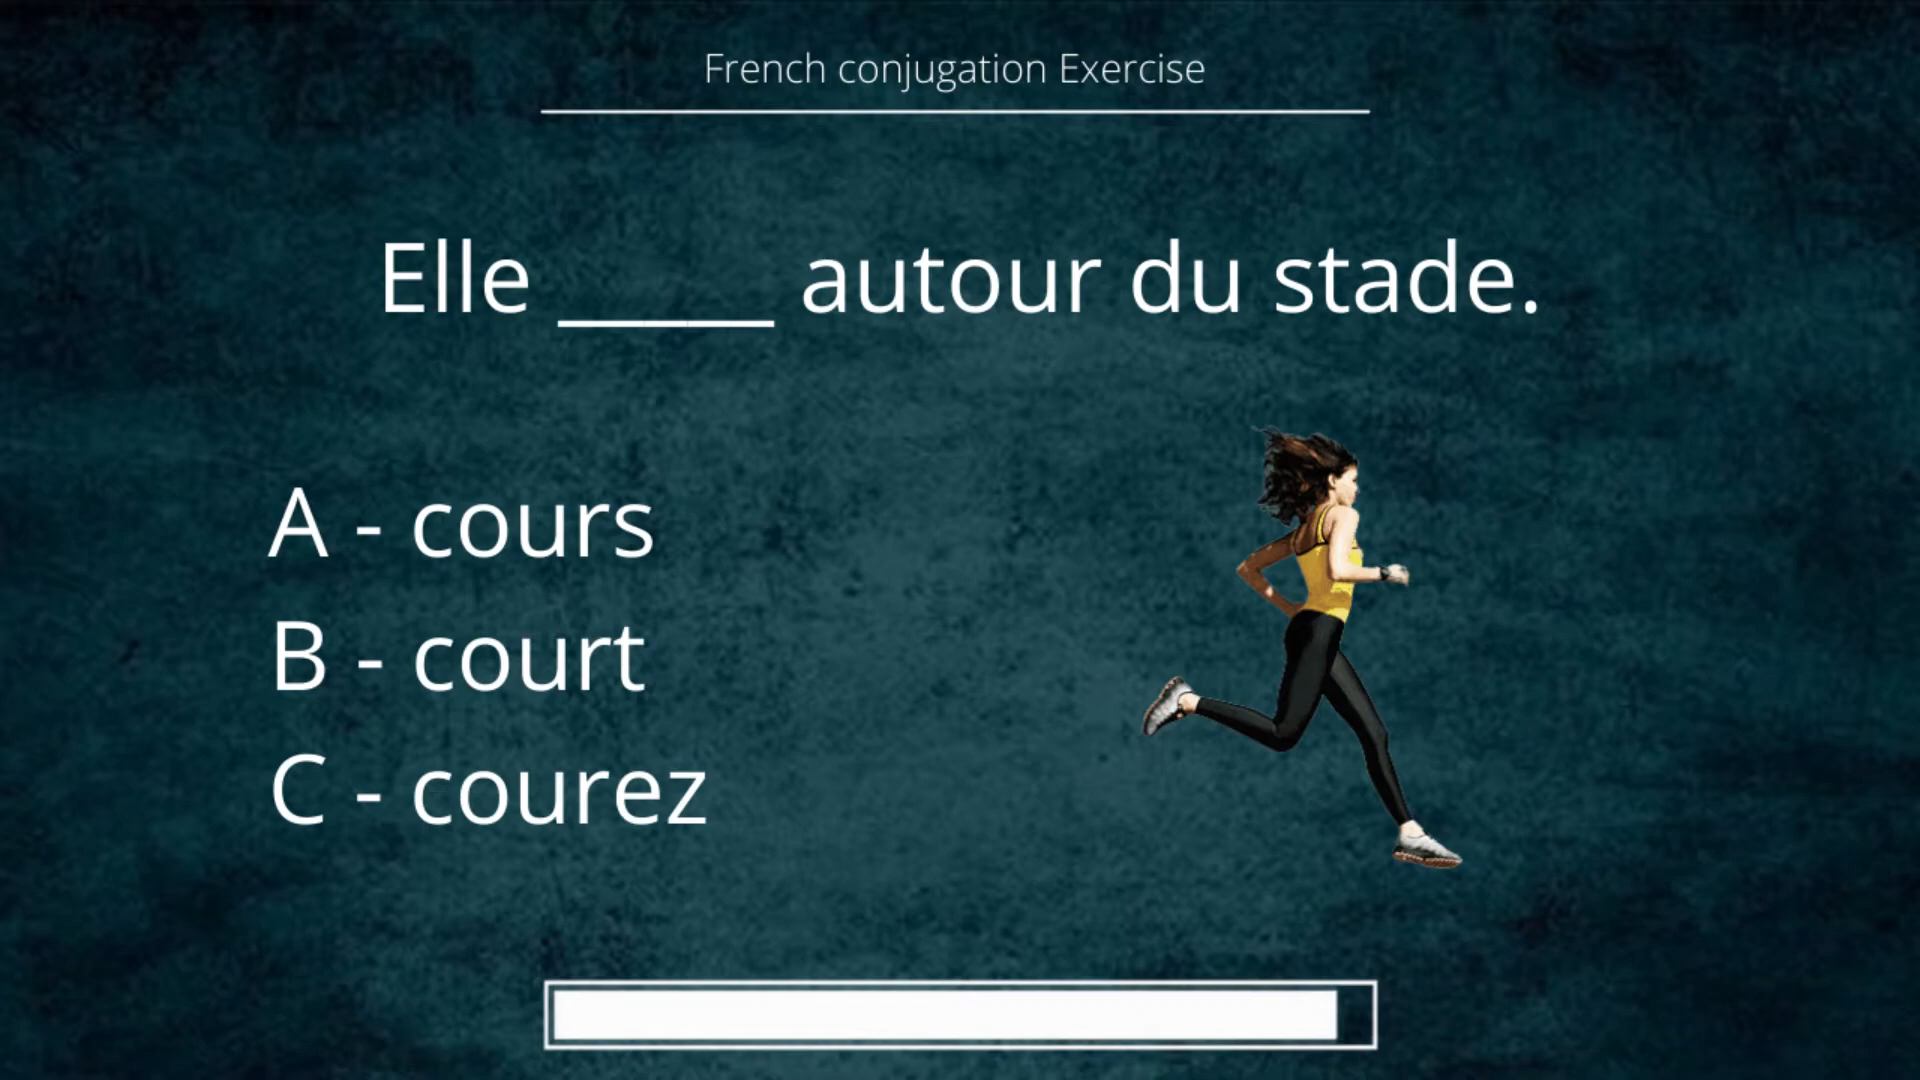 French conjugation Exercise
Elle _____ autour du stade.
A - cours
B - court
C - courez